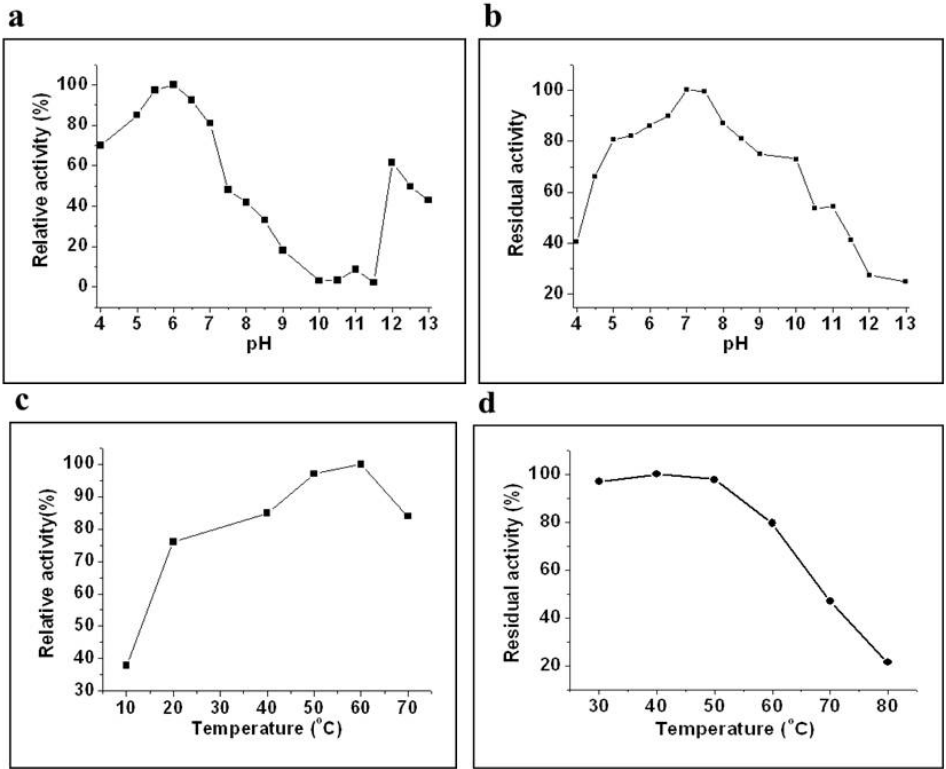 a
Relative activity (%)
100
80
60
40
20
0
4 5 6 7 8 9 10 11 12 13
pH
b
Residual activity
100
80
60
40
20
4 5 6 7 8 9 10 11 12 13
pH
c
Relative activity(%)
100
90
80
70
60
50
40
30
10 20 30 40 50 60 70
Temperature (°C)
d
Residual activity (%)
100
80
60
40
20
30 40 50 60 70 80
Temperature (°C)